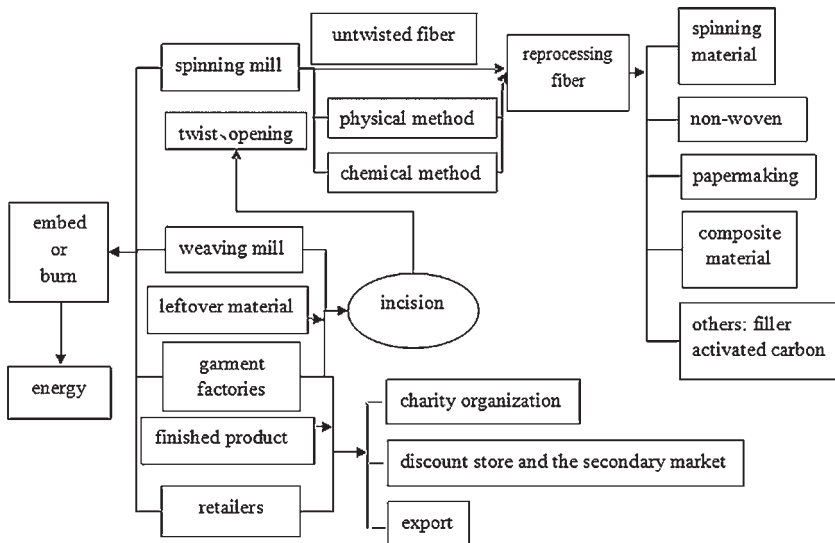 untwisted fiber
spinning mill
twist、opening
physical method
chemical method
reprocessing
fiber
spinning
material
non-woven
papermaking
composite
material
others: filler
activated carbon
embed
or
burn
energy
weaving mill
leftover material
incision
garment
factories
finished product
retailers
charity organization
discount store and the secondary market
export